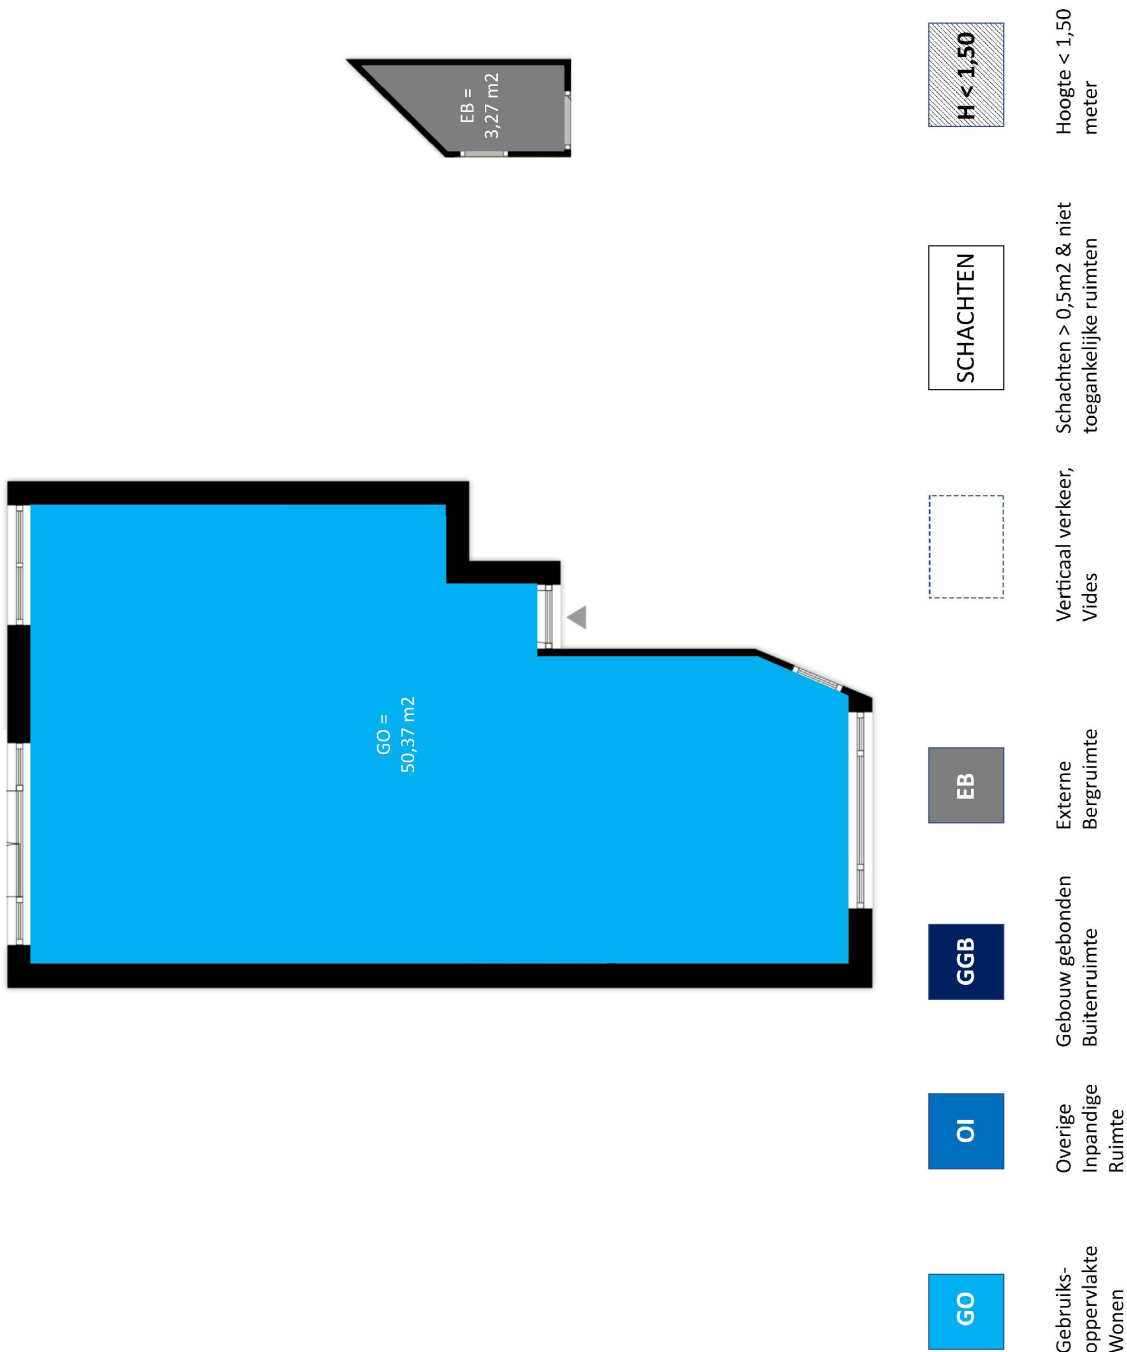 EB =
3,27 m2
GO =
50,37 m2
GO
Gebruiks-
oppervlakte
Wonen
OI
Overige
Inpandige
Ruimte
GGB
Gebouw gebonden
Buitenruimte
EB
Externe
Bergruimte
Verticaal verkeer,
Vides
SCHACHTEN
Schachten > 0,5m2 & niet
toegankelijke ruimten
H < 1,50
Hoogte < 1,50
meter